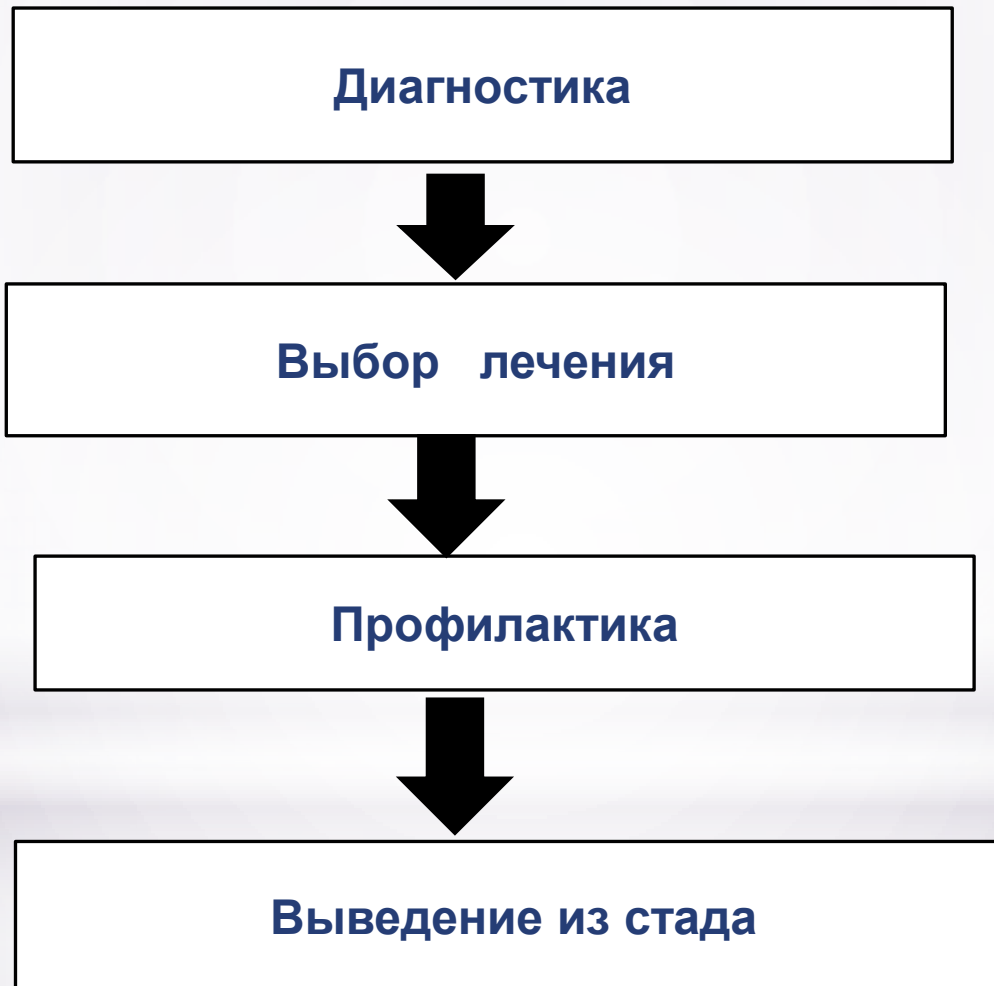 Диагностика
Выбор лечения
Профилактика
Выведение из стада